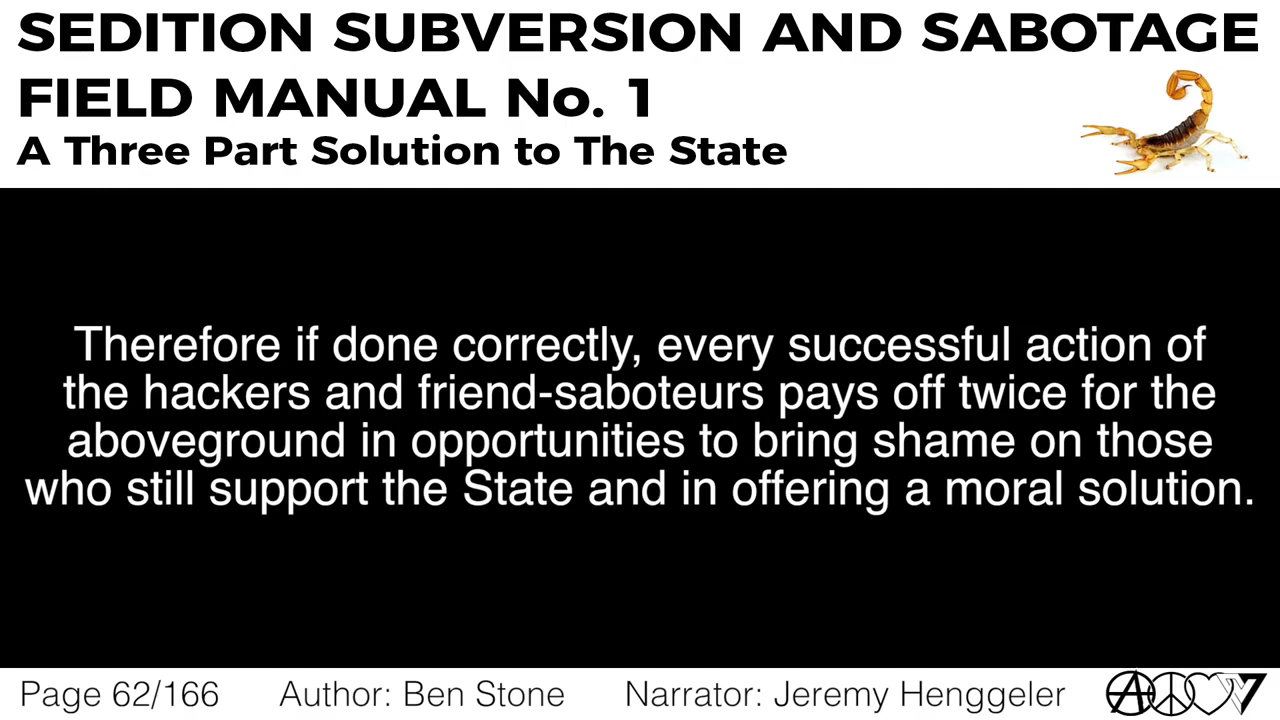 SEDITION SUBVERSION AND SABOTAGE
FIELD MANUAL No. 1
A Three Part Solution to The State
Therefore if done correctly, every successful action of
the hackers and friend-saboteurs pays off twice for the
aboveground in opportunities to bring shame on those
who still support the State and in offering a moral solution.
Page 62/166 Author: Ben Stone Narrator: Jeremy Henggeler